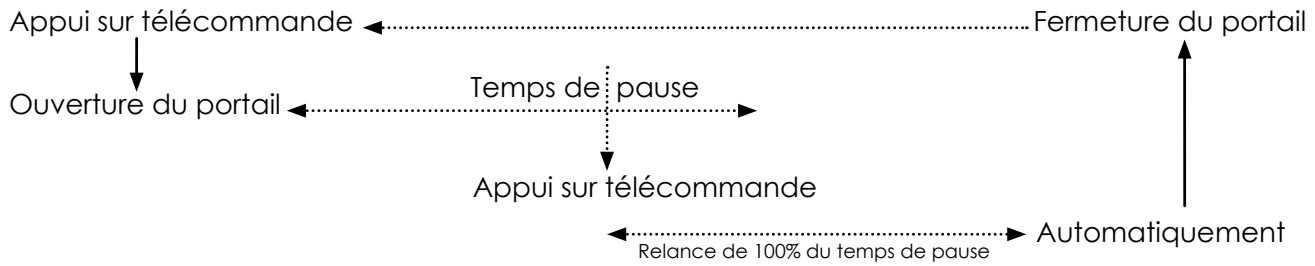 Appui sur télécommande
Fermeture du portail
Ouverture du portail
Temps de pause
Appui sur télécommande
Relance de 100% du temps de pause
Automatiquement